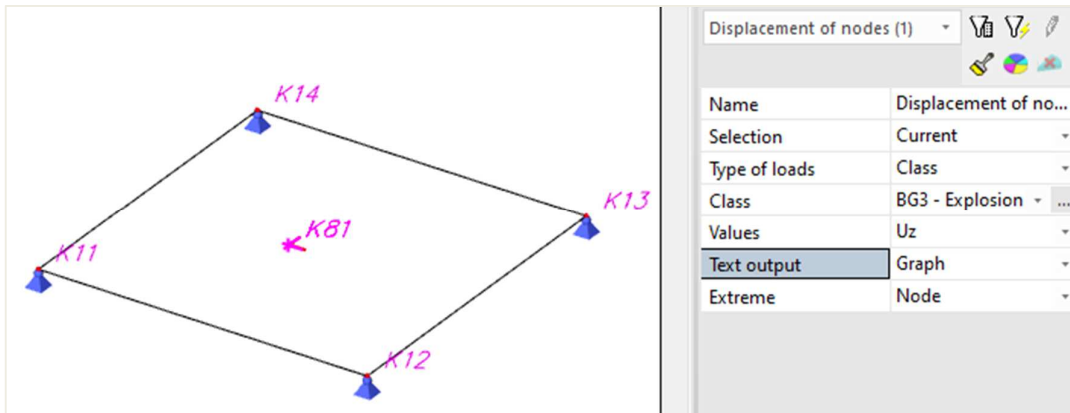 K14
K13
K81
K11
K12
Displacement of nodes (1)
Name Displacement of no...
Selection Current
Type of loads Class
Class BG3 - Explosion ...
Values Uz
Text output Graph
Extreme Node